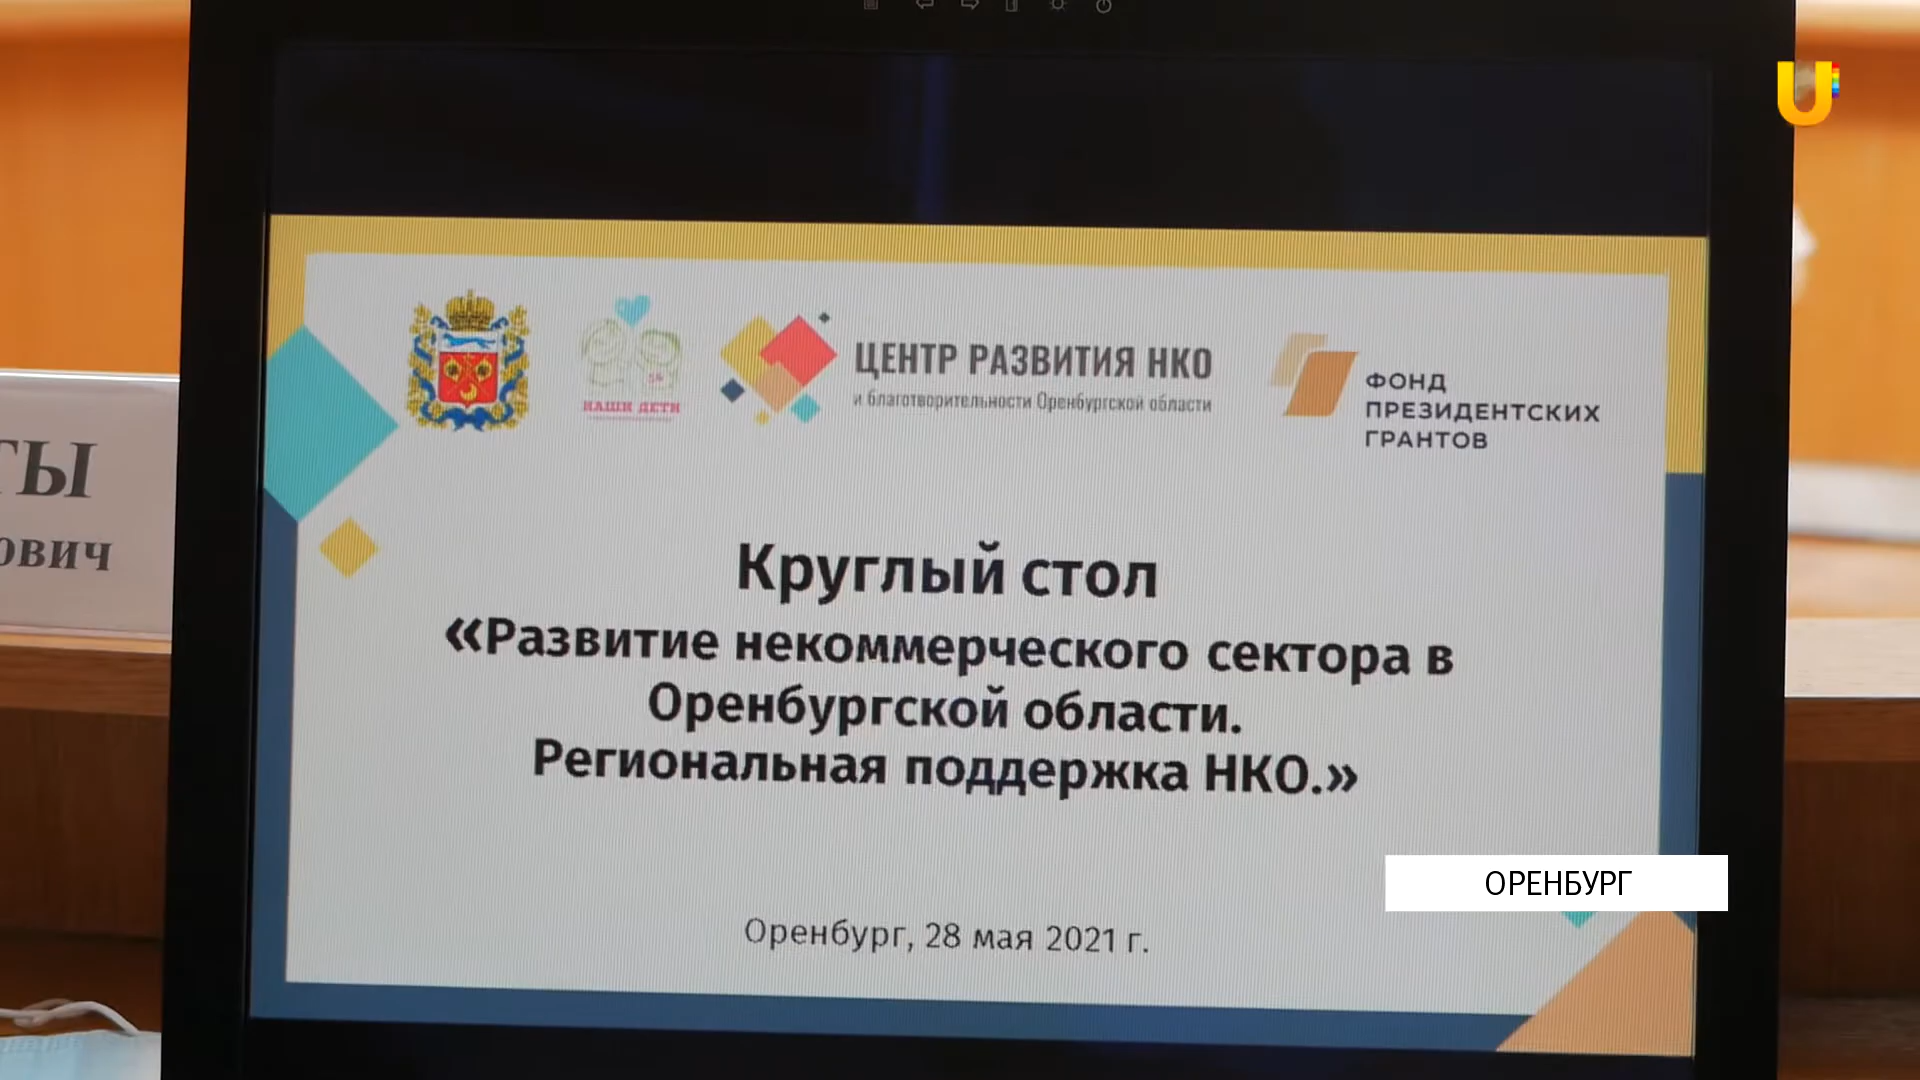 U
НАШИ ДЕТИ
ЦЕНТР РАЗВИТИЯ НКО
и благотворительности Оренбургской области
ФОНД
ПРЕЗИДЕНТСКИХ
ГРАНТОВ
ТЫ
ович
Круглый стол
«Развитие некоммерческого сектора в
Оренбургской области.
Региональная поддержка НКО.»
ОРЕНБУРГ
Оренбург, 28 мая 2021 г.